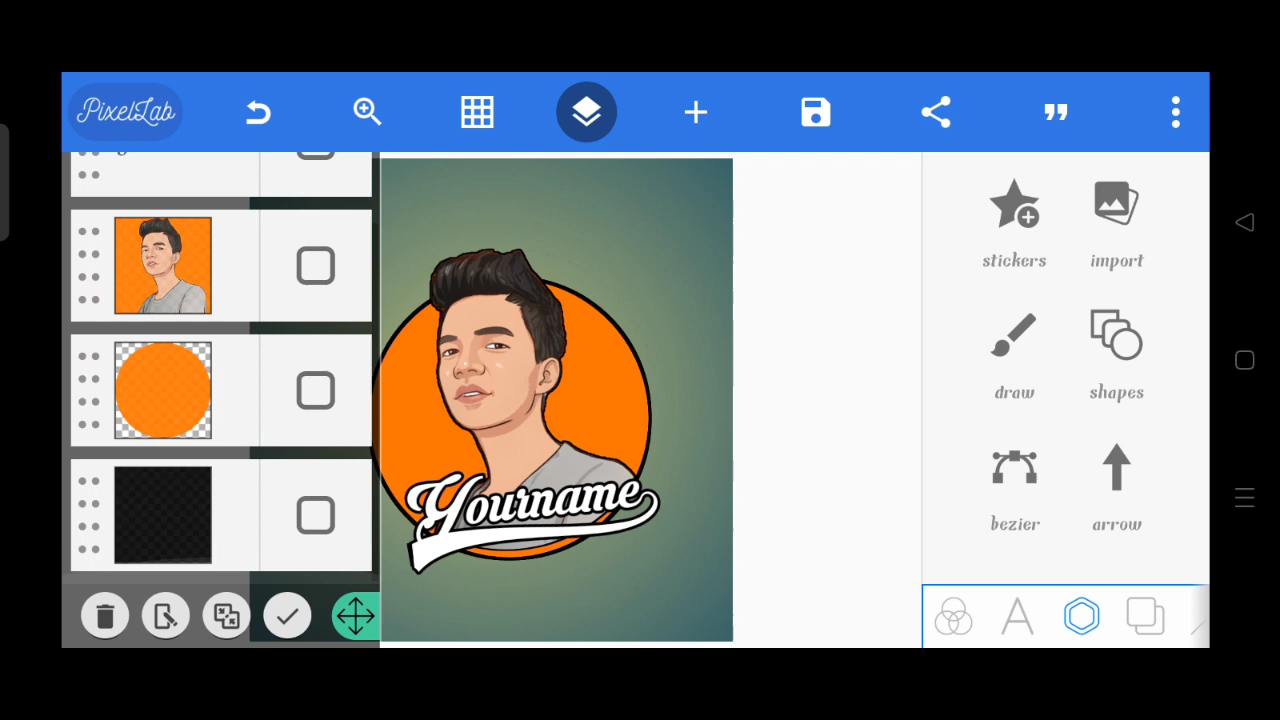 PixelLab
stickers
import
draw
shapes
Yourname
bezier
arrow